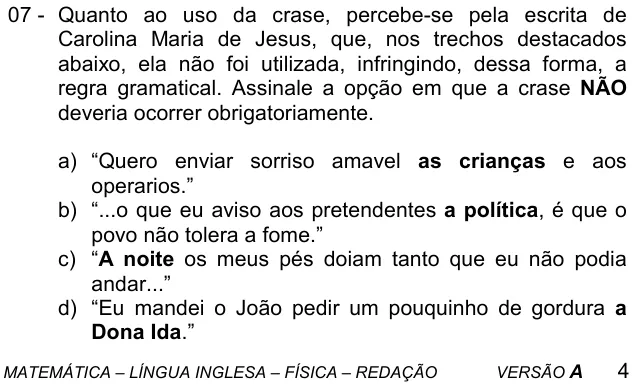 07 - Quanto ao uso da crase, percebe-se pela escrita de
Carolina Maria de Jesus, que, nos trechos destacados
abaixo, ela não foi utilizada, infringindo, dessa forma, a
regra gramatical. Assinale a opção em que a crase NÃO
deveria ocorrer obrigatoriamente.
a) “Quero enviar sorriso amavel as crianças e aos
operarios.”
b) “...o que eu aviso aos pretendentes a política, é que o
povo não tolera a fome.”
c) “A noite os meus pés doiam tanto que eu não podia
andar...”
d) “Eu mandei o João pedir um pouquinho de gordura a
Dona Ida.”
MATEMÁTICA – LÍNGUA INGLESA – FÍSICA – REDAÇÃO VERSÃO A 4